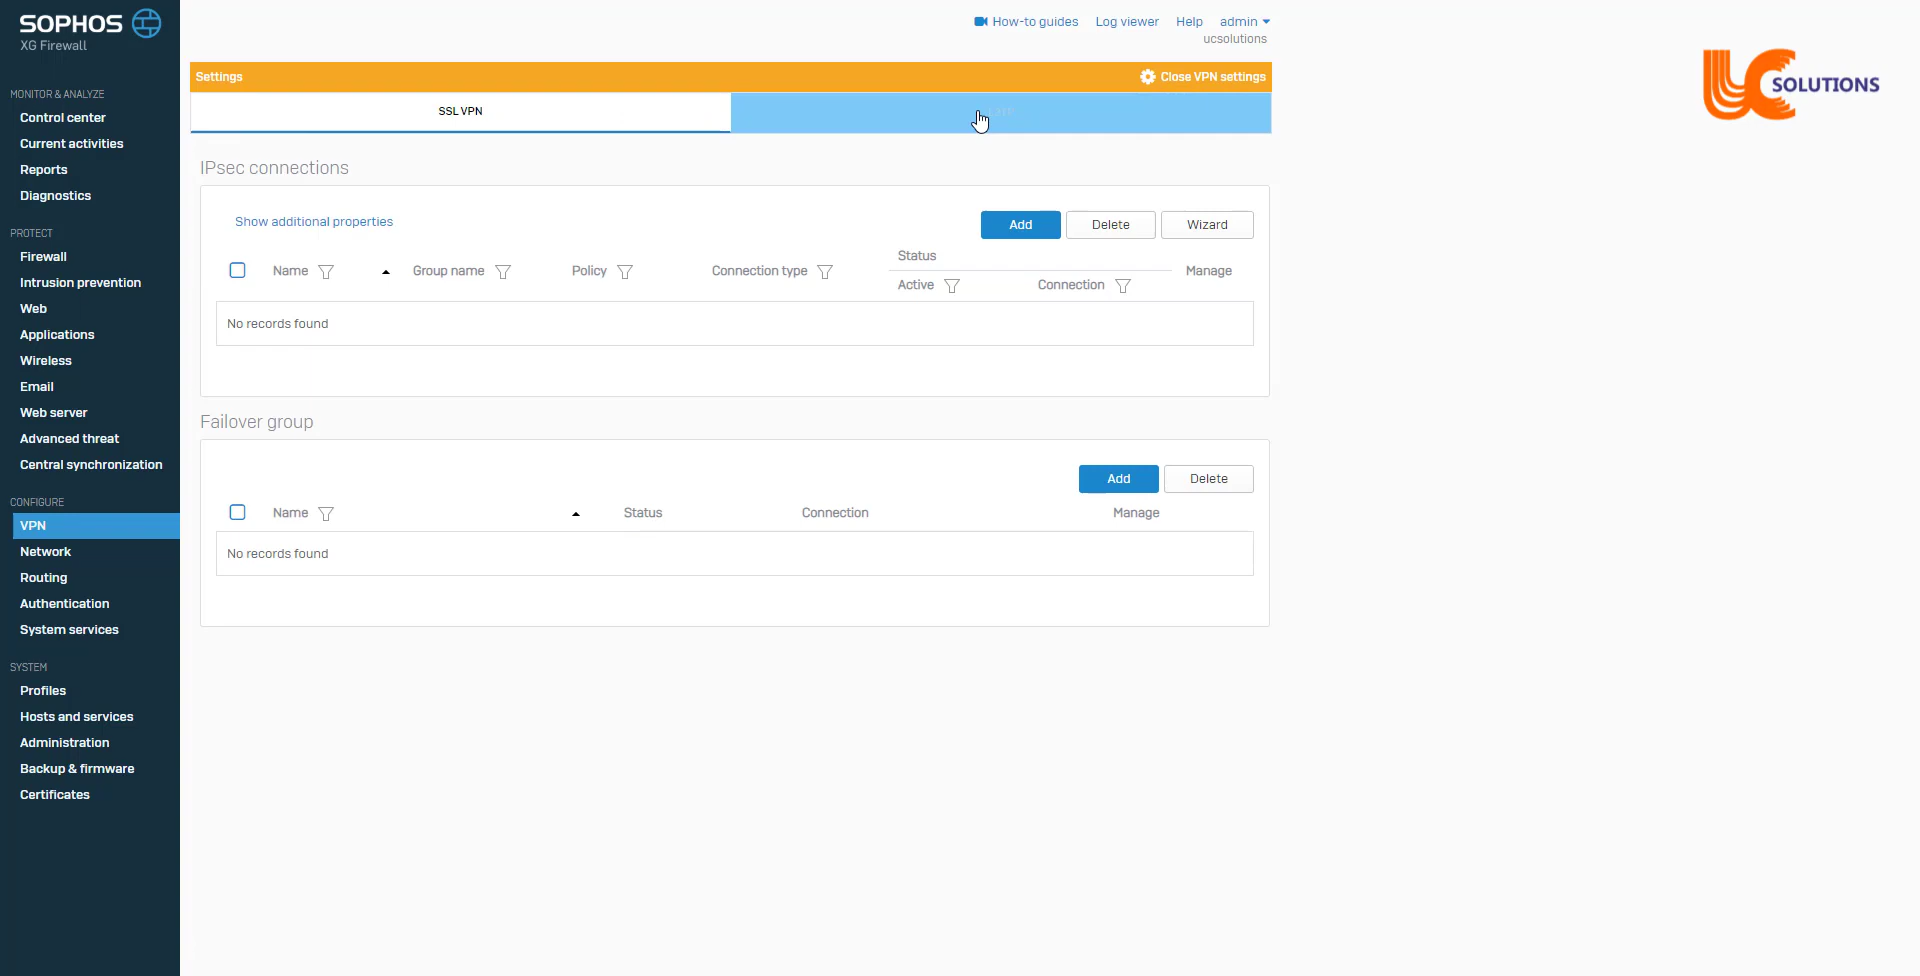 SOPHOS
XG Firewall
MONITOR & ANALYZE
Control center
Current activities
Reports
Diagnostics
PROTECT
Firewall
Intrusion prevention
Web
Applications
Wireless
Email
Web server
Advanced threat
Central synchronization
CONFIGURE
VPN
Network
Routing
Authentication
System services
SYSTEM
Profiles
Hosts and services
Administration
Backup & firmware
Certificates
How-to guides Log viewer Help admin
ucsolutions
Settings Close VPN settings
SSL VPN
IPsec connections
Show additional properties
Add Delete Wizard
Status
Name Group name Policy Connection type Manage
Active Connection
No records found
Failover group
Add Delete
Name Status Connection Manage
No records found
UC SOLUTIONS